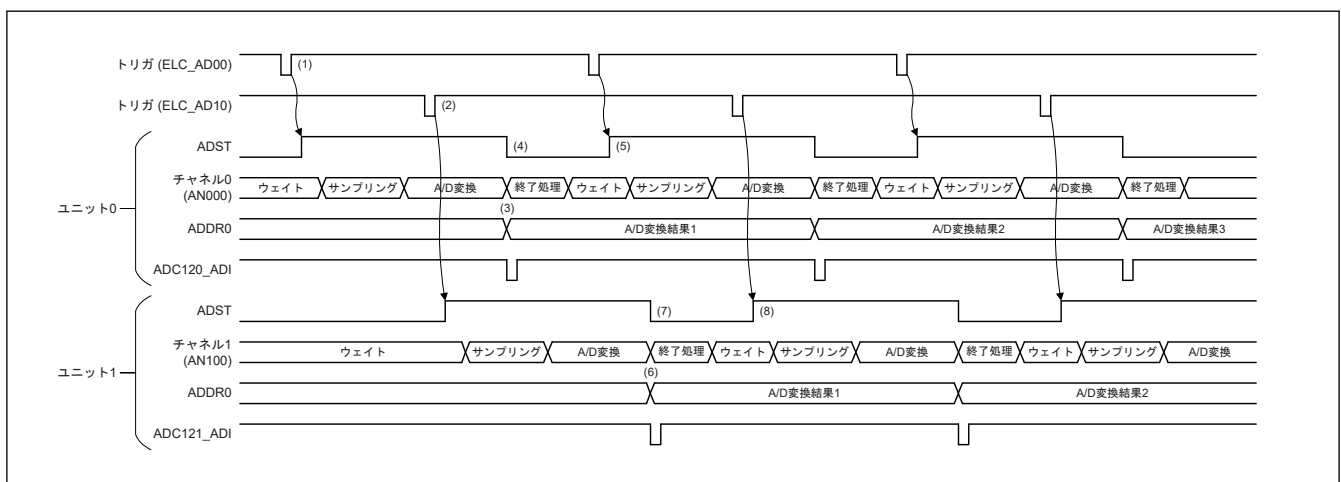 トリガ (ELC_AD00)
(1)
トリガ (ELC_AD10)
(2)
ユニット0
ADST
(4)
(5)
チャネル0
(AN000)
ウェイト サンプリング A/D変換 終了処理 ウェイト サンプリング A/D変換 終了処理 ウェイト サンプリング A/D変換 終了処理
(3)
ADDR0
A/D変換結果1 A/D変換結果2 A/D変換結果3
ADC120_ADI
ユニット1
ADST
(7)
(8)
チャネル1
(AN100)
ウェイト サンプリング A/D変換 終了処理 ウェイト サンプリング A/D変換 終了処理 ウェイト サンプリング A/D変換
(6)
ADDR0
A/D変換結果1 A/D変換結果2
ADC121_ADI